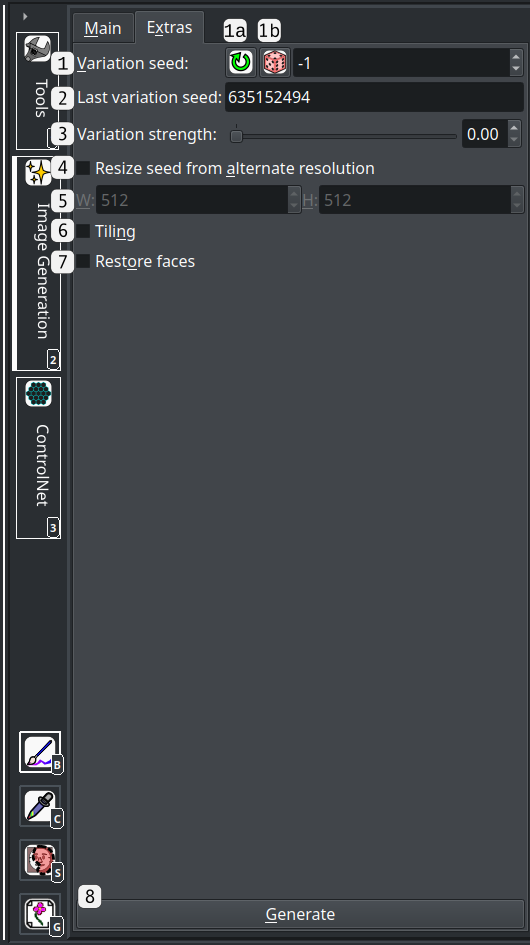 Main Extras 1a 1b
1 Variation seed: -1
2 Last variation seed: 635152494
3 Variation strength: 0.00
4 Resize seed from alternate resolution
5 W: 512 H: 512
6 Tiling
7 Restore faces
8
Generate
Tools
Image Generation
2
ControlNet
3
B
C
S
G